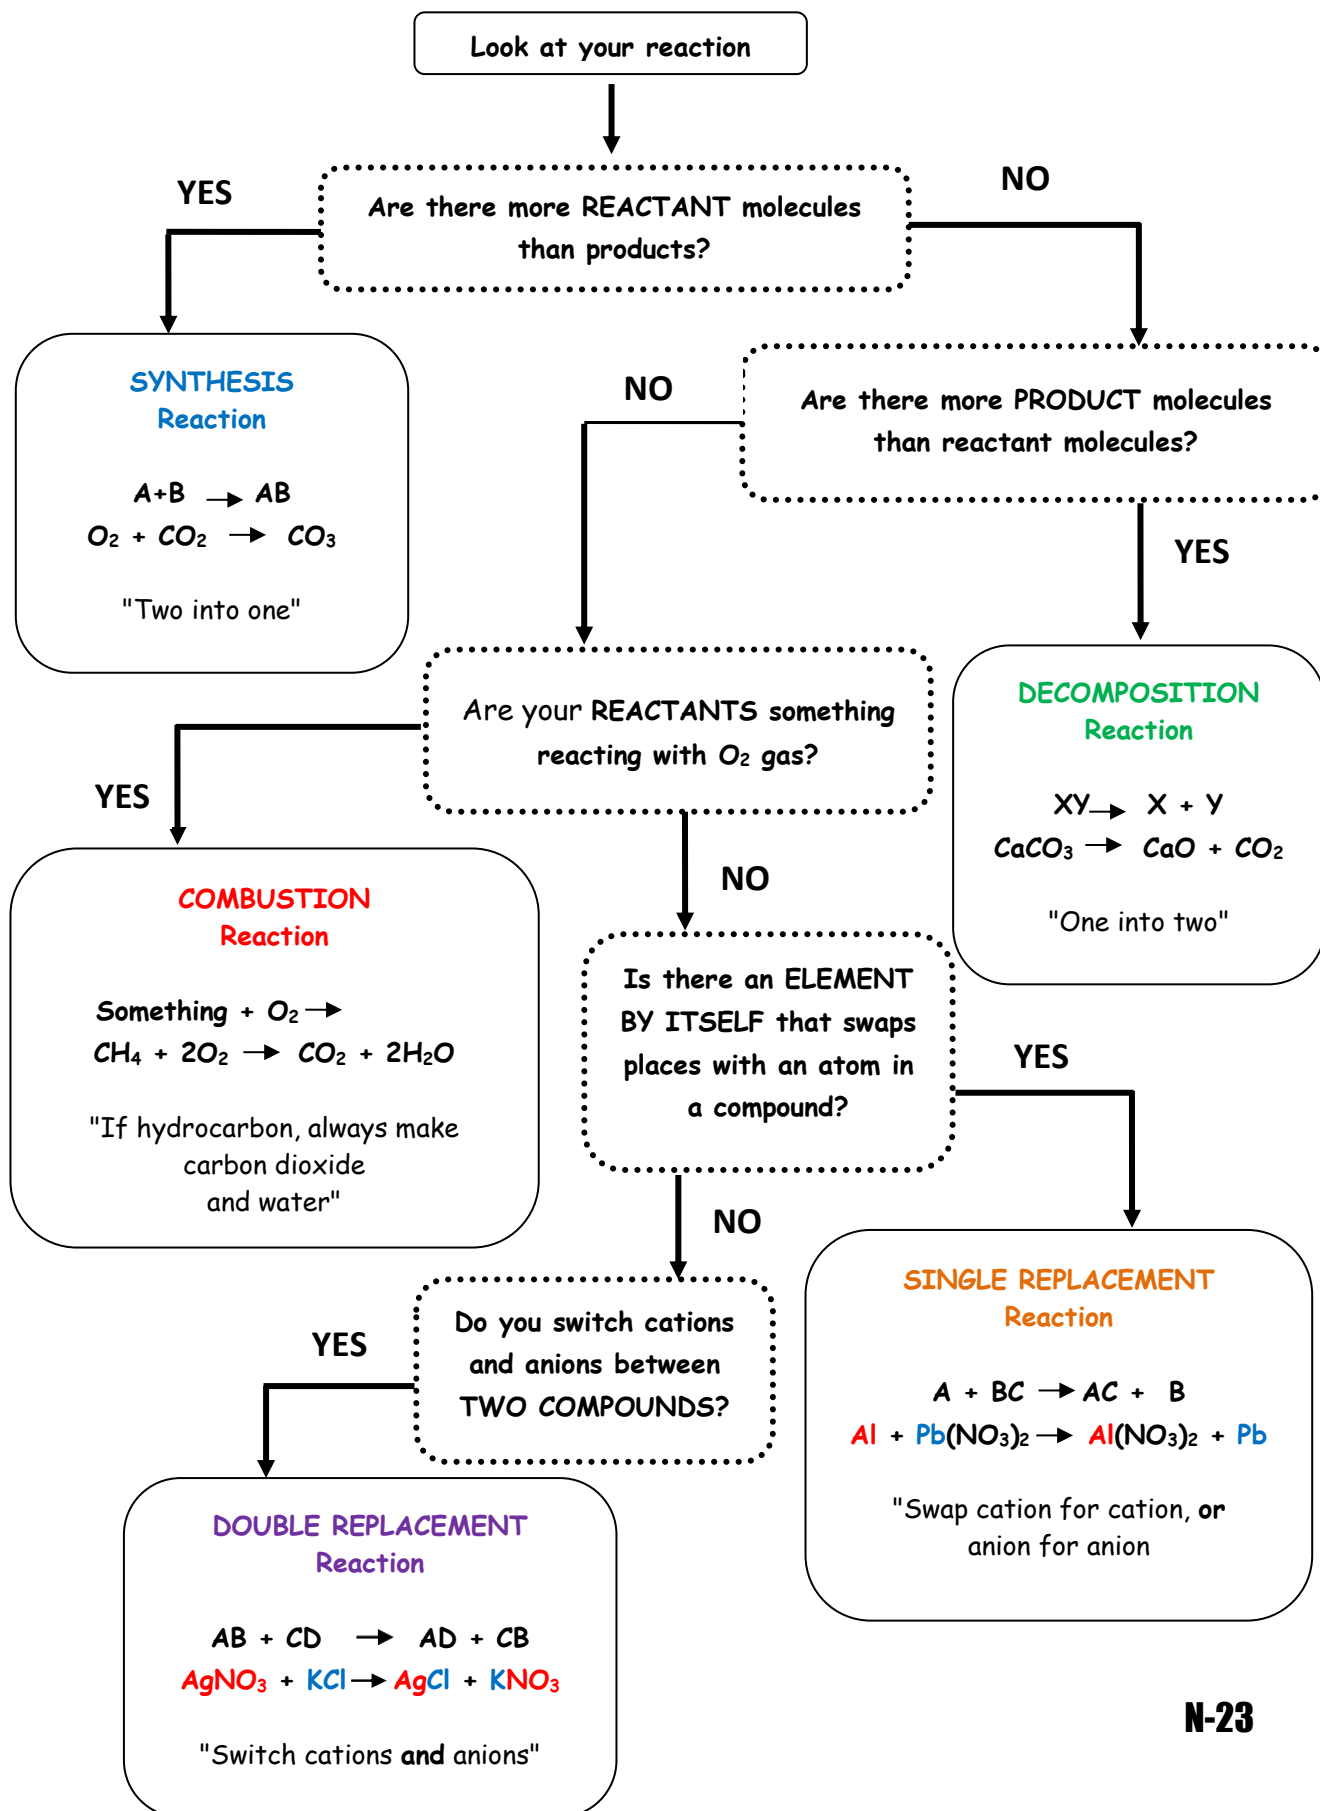 Look at your reaction
YES
NO
Are there more REACTANT molecules
than products?
SYNTHESIS
Reaction
A+B → AB
O₂ + CO₂ → CO₃
"Two into one"
NO
Are there more PRODUCT molecules
than reactant molecules?
YES
Are your REACTANTS something
reacting with O₂ gas?
DECOMPOSITION
Reaction
XY → X + Y
CaCO₃ → CaO + CO₂
"One into two"
YES
NO
COMBUSTION
Reaction
Something + O₂ →
CH₄ + 2O₂ → CO₂ + 2H₂O
"If hydrocarbon, always make
carbon dioxide
and water"
Is there an ELEMENT
BY ITSELF that swaps
places with an atom in
a compound?
YES
NO
SINGLE REPLACEMENT
Reaction
A + BC → AC + B
Al + Pb(NO₃)₂ → Al(NO₃)₂ + Pb
"Swap cation for cation, or
anion for anion
YES
Do you switch cations
and anions between
TWO COMPOUNDS?
DOUBLE REPLACEMENT
Reaction
AB + CD → AD + CB
AgNO₃ + KCl → AgCl + KNO₃
"Switch cations and anions"
N-23